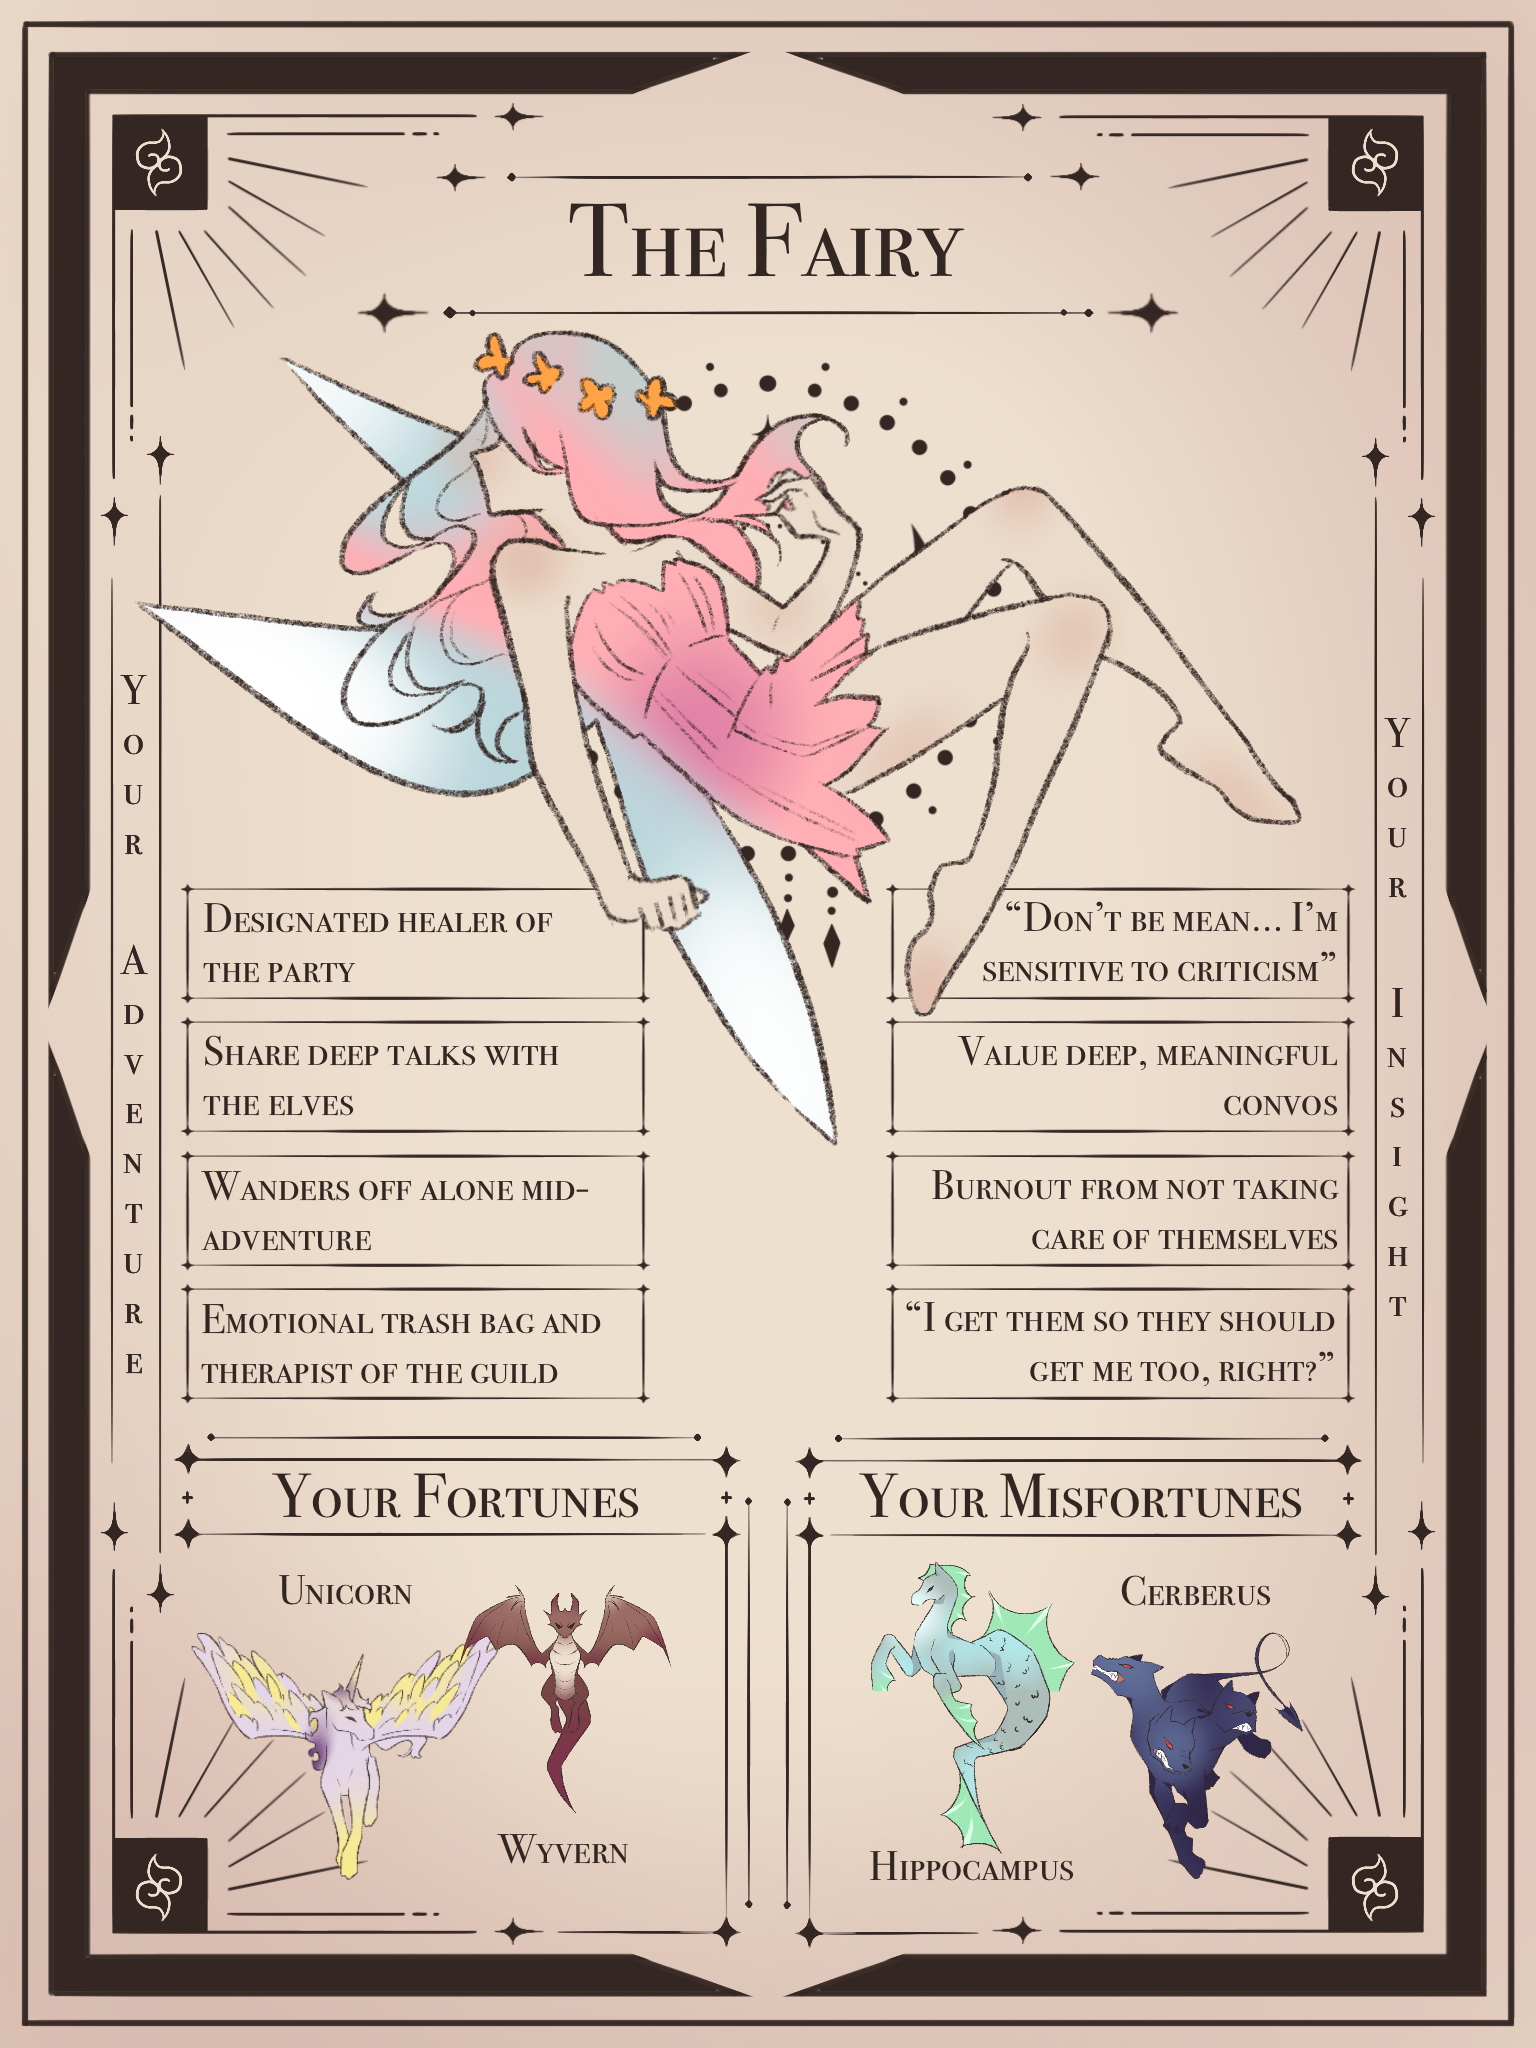 The Fairy
Your Adventure
Designated healer of
the party
Share deep talks with
the elves
Wanders off alone mid-
adventure
Emotional trash bag and
therapist of the guild
Your Insight
“Don’t be mean... I’m
sensitive to criticism”
Value deep, meaningful
convos
Burnout from not taking
care of themselves
“I get them so they should
get me too, right?”
Your Fortunes
Unicorn
Wyvern
Your Misfortunes
Cerberus
Hippocampus